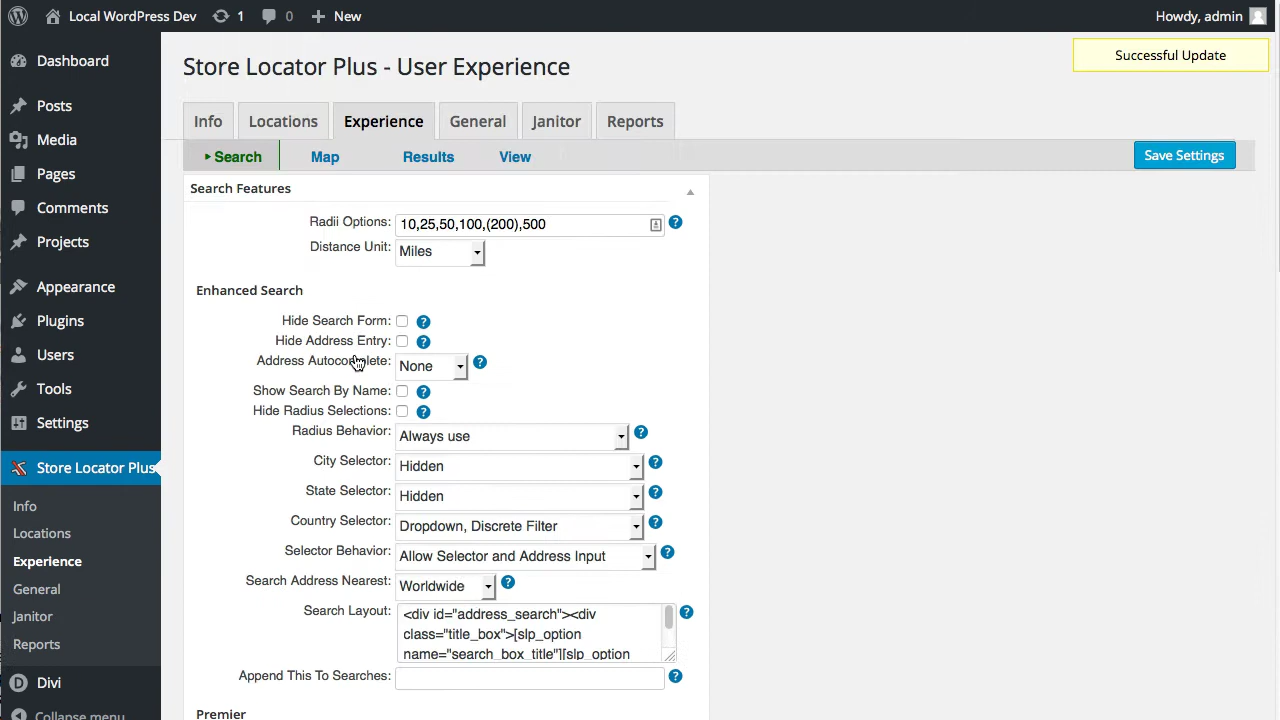 Local WordPress Dev 1 0 + New Howdy, admin
Successful Update
Store Locator Plus - User Experience
Info Locations Experience General Janitor Reports
Search Map Results View Save Settings
Dashboard
Posts
Media
Pages
Comments
Projects
Appearance
Plugins
Users
Tools
Settings
Store Locator Plus
Info
Locations
Experience
General
Janitor
Reports
Divi
Collapse menu
Search Features
Radii Options: 10,25,50,100,(200),500 ?
Distance Unit: Miles
Enhanced Search
Hide Search Form: ?
Hide Address Entry: ?
Address Autocomplete: None ?
Show Search By Name: ?
Hide Radius Selections: ?
Radius Behavior: Always use ?
City Selector: Hidden ?
State Selector: Hidden ?
Country Selector: Dropdown, Discrete Filter ?
Selector Behavior: Allow Selector and Address Input ?
Search Address Nearest: Worldwide ?
Search Layout: <div id="address_search"><div ?
class="title_box">[slp_option
name="search_box_title"][slp_option
Append This To Searches: ?
Premier